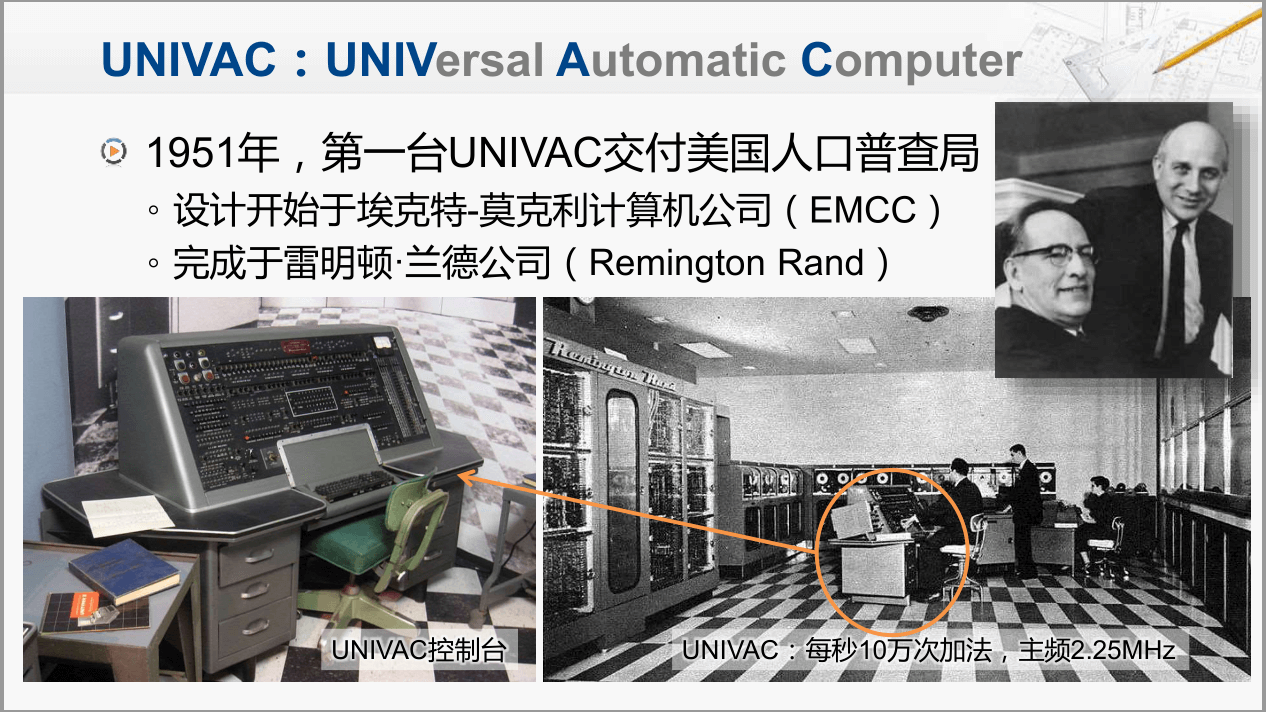 UNIVAC：UNIVersal Automatic Computer
1951年，第一台UNIVAC交付美国人口普查局
设计开始于埃克特-莫克利计算机公司（EMCC）
完成于雷明顿·兰德公司（Remington Rand）
Remington Rand
UNIVAC控制台
UNIVAC：每秒10万次加法，主频2.25MHz